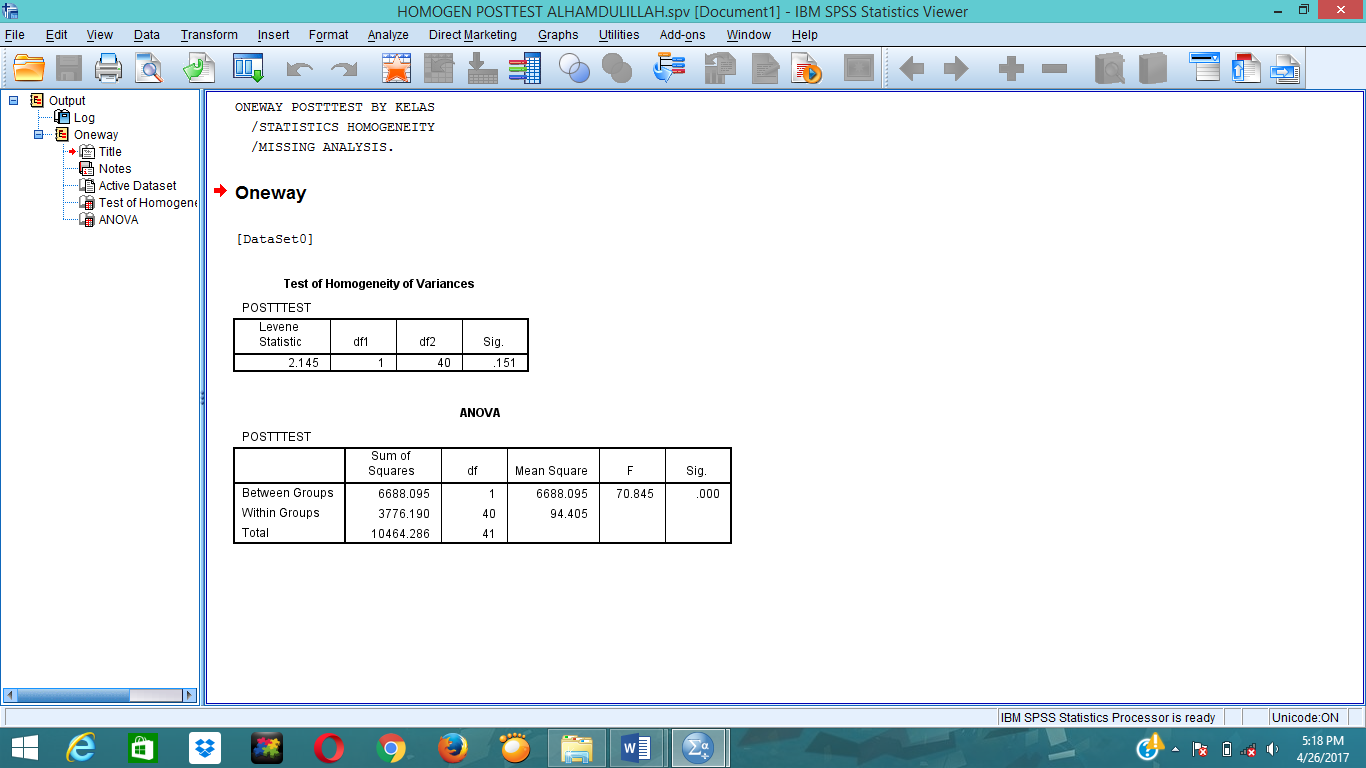 HOMOGEN POSTTEST ALHAMDULILLAH.spv [Document1] - IBM SPSS Statistics Viewer
File Edit View Data Transform Insert Format Analyze Direct Marketing Graphs Utilities Add-ons Window Help
Output
Log
Oneway
Title
Notes
Active Dataset
Test of Homogene
ANOVA
ONEWAY POSTTTEST BY KELAS
/STATISTICS HOMOGENEITY
/MISSING ANALYSIS.
Oneway
[DataSet0]
Test of Homogeneity of Variances
POSTTTEST
Levene Statistic df1 df2 Sig.
2.145 1 40 .151
ANOVA
POSTTTEST
Sum of Squares df Mean Square F Sig.
Between Groups 6688.095 1 6688.095 70.845 .000
Within Groups 3776.190 40 94.405
Total 10464.286 41
IBM SPSS Statistics Processor is ready Unicode:ON
5:18 PM
4/26/2017